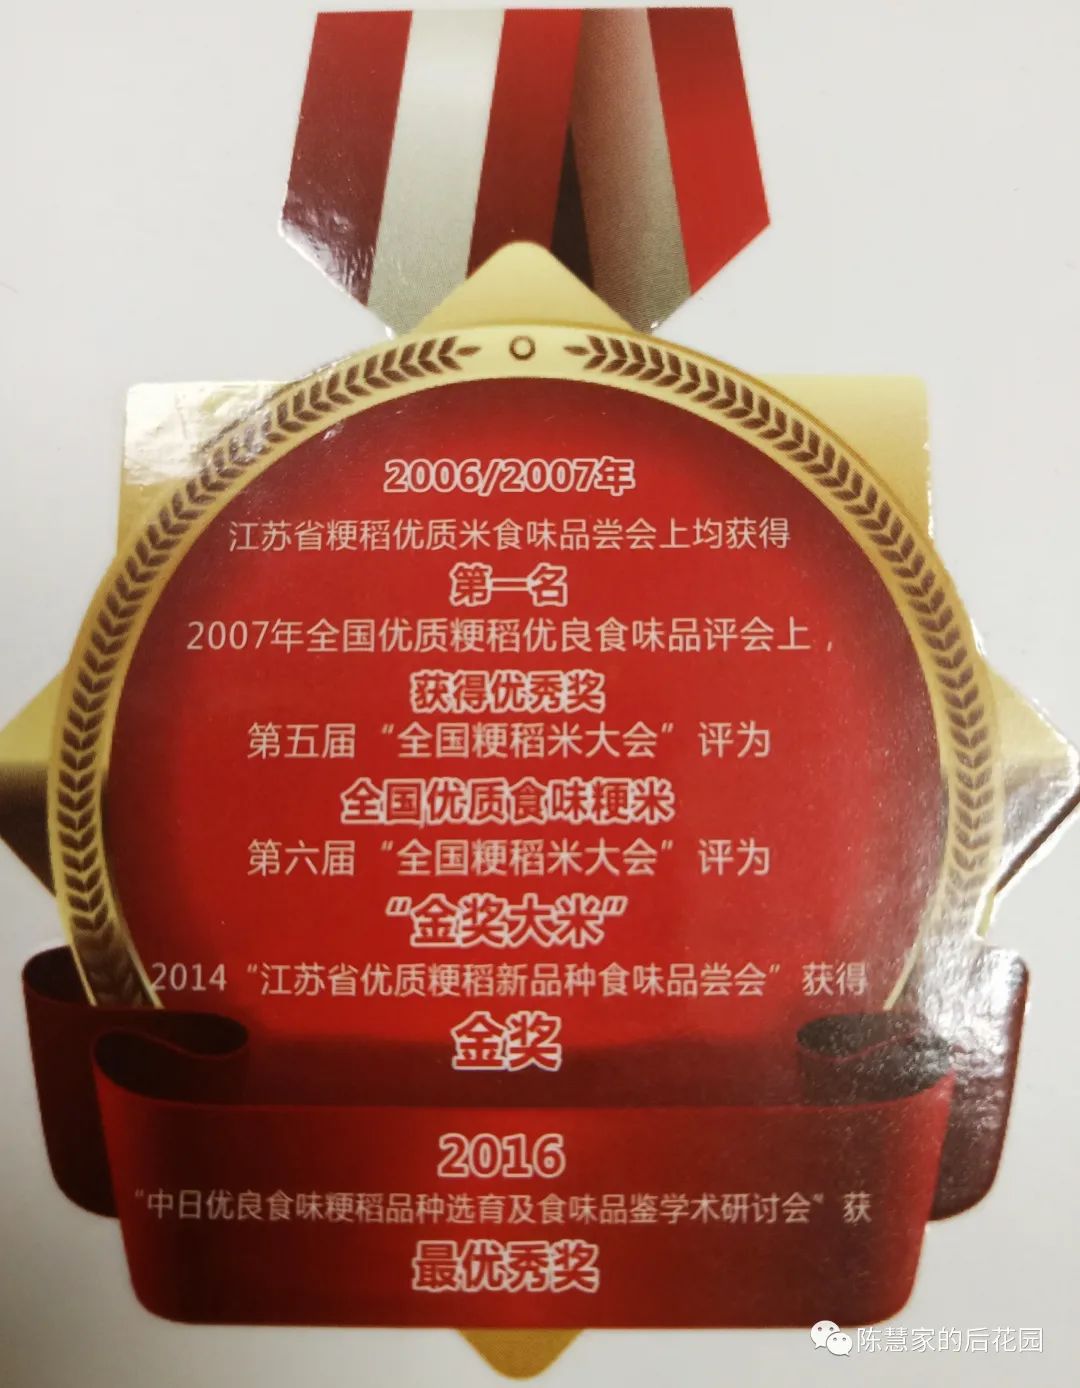 2006/2007年
江苏省粳稻优质米食味品尝会上均获得
第一名
2007年全国优质粳稻优良食味品评会上，
获得优秀奖
第五届“全国粳稻米大会”评为
全国优质食味粳米
第六届“全国粳稻米大会”评为
“金奖大米”
2014“江苏省优质粳稻新品种食味品尝会”获得
金奖
2016
“中日优良食味粳稻品种选育及食味品鉴学术研讨会”获
最优秀奖
陈慧家的后花园